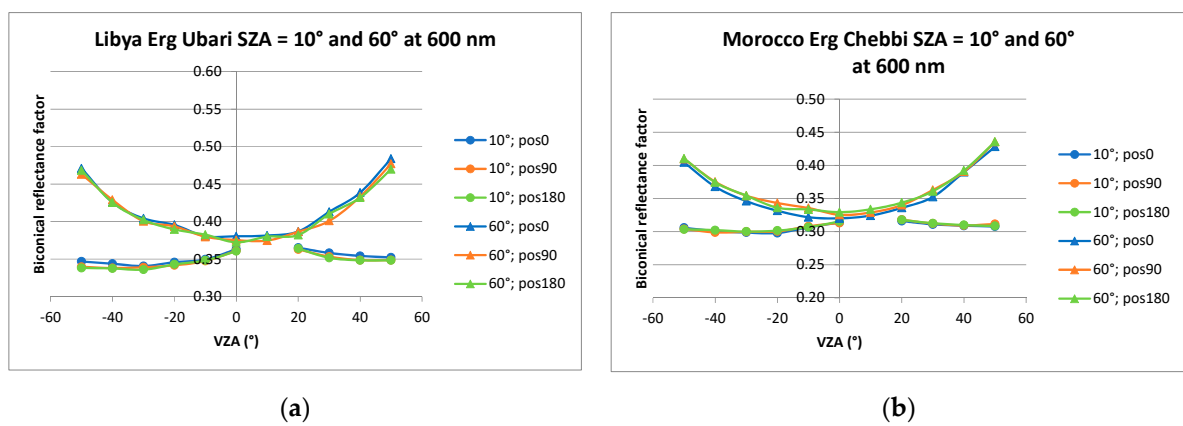 Libya Erg Ubari SZA = 10° and 60° at 600 nm
Biconical reflectance factor
0.60
0.55
0.50
0.45
0.40
0.35
0.30
-60 -40 -20 0 20 40 60
VZA (°)
10°; pos0
10°; pos90
10°; pos180
60°; pos0
60°; pos90
60°; pos180
(a)
Morocco Erg Chebbi SZA = 10° and 60°
at 600 nm
Biconical reflectance factor
0.50
0.45
0.40
0.35
0.30
0.25
0.20
-60 -40 -20 0 20 40 60
VZA (°)
10°; pos0
10°; pos90
10°; pos180
60°; pos0
60°; pos90
60°; pos180
(b)